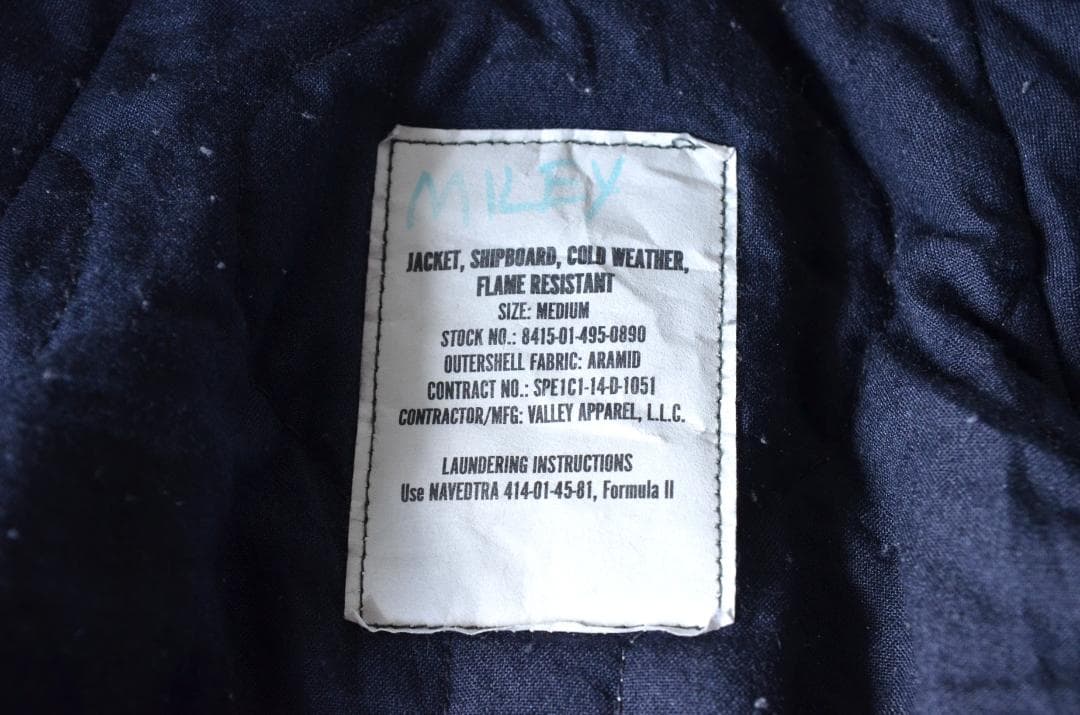 MILEY
JACKET, SHIPBOARD, COLD WEATHER,
FLAME RESISTANT
SIZE: MEDIUM
STOCK NO.: 8415-01-495-0890
OUTERSHELL FABRIC: ARAMID
CONTRACT NO.: SPE1C1-14-D-1051
CONTRACTOR/MFG: VALLEY APPAREL, L.L.C.
LAUNDERING INSTRUCTIONS
Use NAVEDTRA 414-01-45-81, Formula II